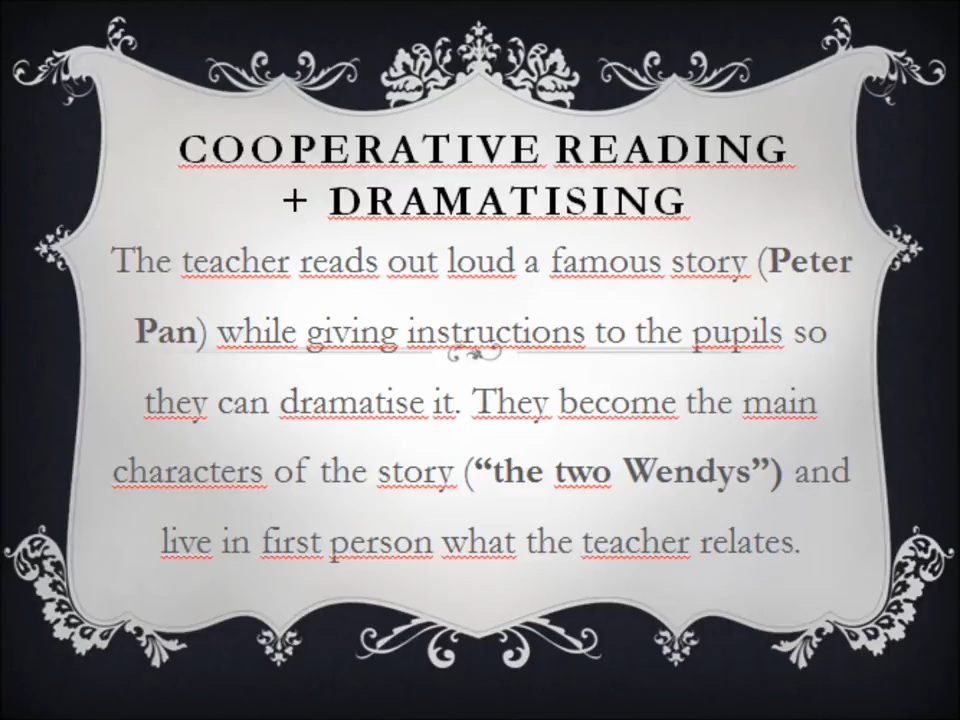 COOPERATIVE READING
+ DRAMATISING
The teacher reads out loud a famous story (Peter
Pan) while giving instructions to the pupils so
they can dramatise it. They become the main
characters of the story (“the two Wendys”) and
live in first person what the teacher relates.